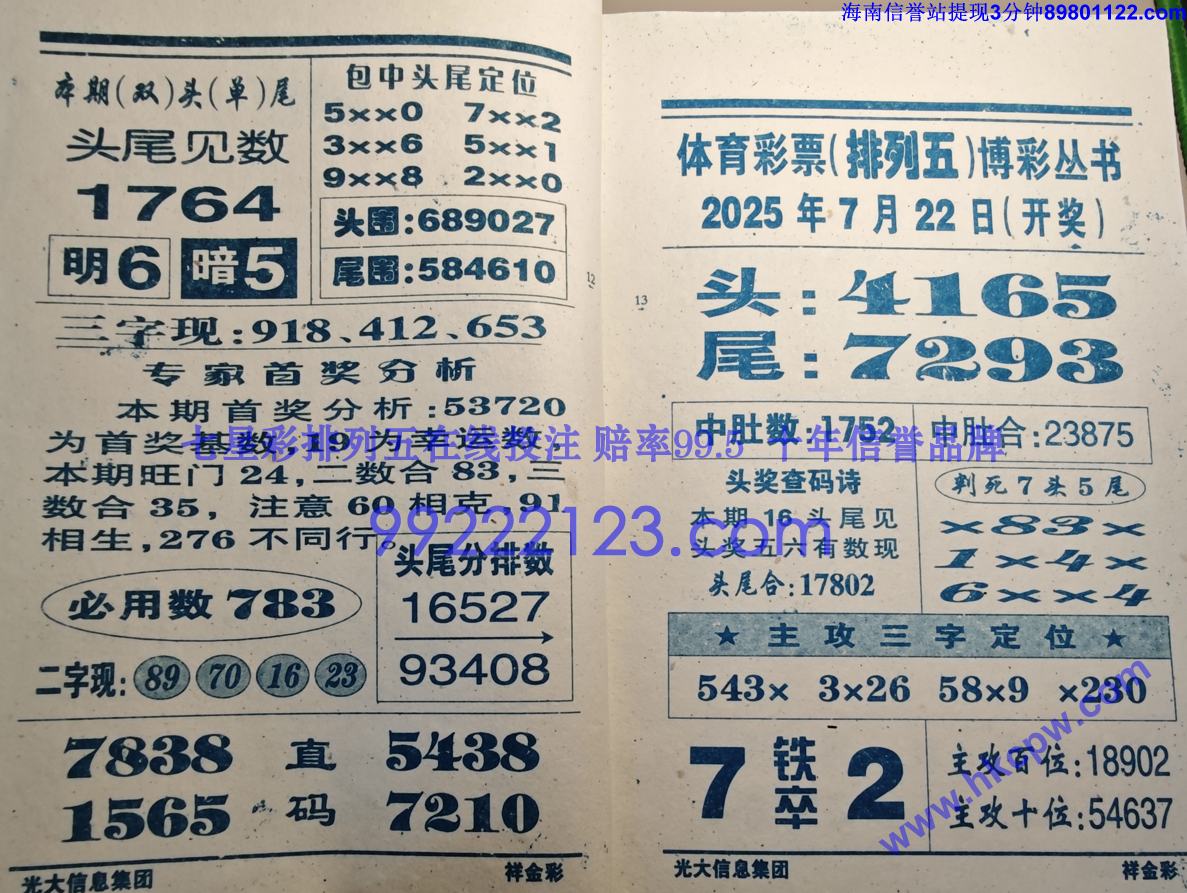 海南信誉站提现3分钟89801122.com
本期(双)头(单)尾
头尾见数
1764
明6 暗5
包中头尾定位
5××0 7××2
3××6 5××1
9××8 2××0
头围:689027
尾围:584610
三字现:918、412、653
专家首奖分析
本期首奖分析:53720
为首奖基数,19为幸运数
本期旺门24,二数合83,三
数合35,注意60相克,91
相生,276不同行。
必用数783
二字现: 89 70 16 23
头尾分排数
16527
93408
7838 直 5438
1565 码 7210
光大信息集团 祥金彩
12
13
体育彩票(排列五)博彩丛书
2025年7月22日(开奖)
头:4165
尾:7293
中肚数:1752 中肚合:23875
七星彩排列五在线投注 赔率99.5 十年信誉品牌
99222123.com
头奖查码诗
本期16头尾见
头奖五六有数现
头尾合:17802
判死7头5尾
×83×
1×4×
6××4
★主攻三字定位★
543× 3×26 58×9 ×230
7 铁卒 2
主攻百位:18902
主攻十位:54637
www.hkcpw.com
光大信息集团 祥金彩